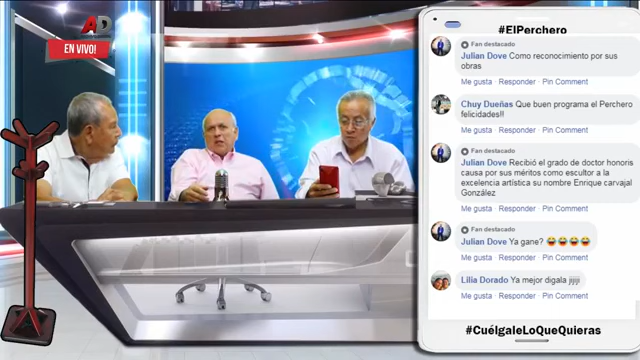 AD
EN VIVO!
#ElPerchero
Fan destacado
Julian Dove Como reconocimiento por sus
obras
Me gusta · Responder · Pin Comment
Chuy Dueñas Que buen programa el Perchero
felicidades!!
Me gusta · Responder · Pin Comment
Fan destacado
Julian Dove Recibió el grado de doctor honoris
causa por sus méritos como escultor a la
excelencia artística su nombre Enrique carvajal
González
Me gusta · Responder · Pin Comment
Fan destacado
Julian Dove Ya gane? 😂😂😂😂
Me gusta · Responder · Pin Comment
Lilia Dorado Ya mejor digala jijiji
Me gusta · Responder · Pin Comment
#CuélgaleLoQueQuieras